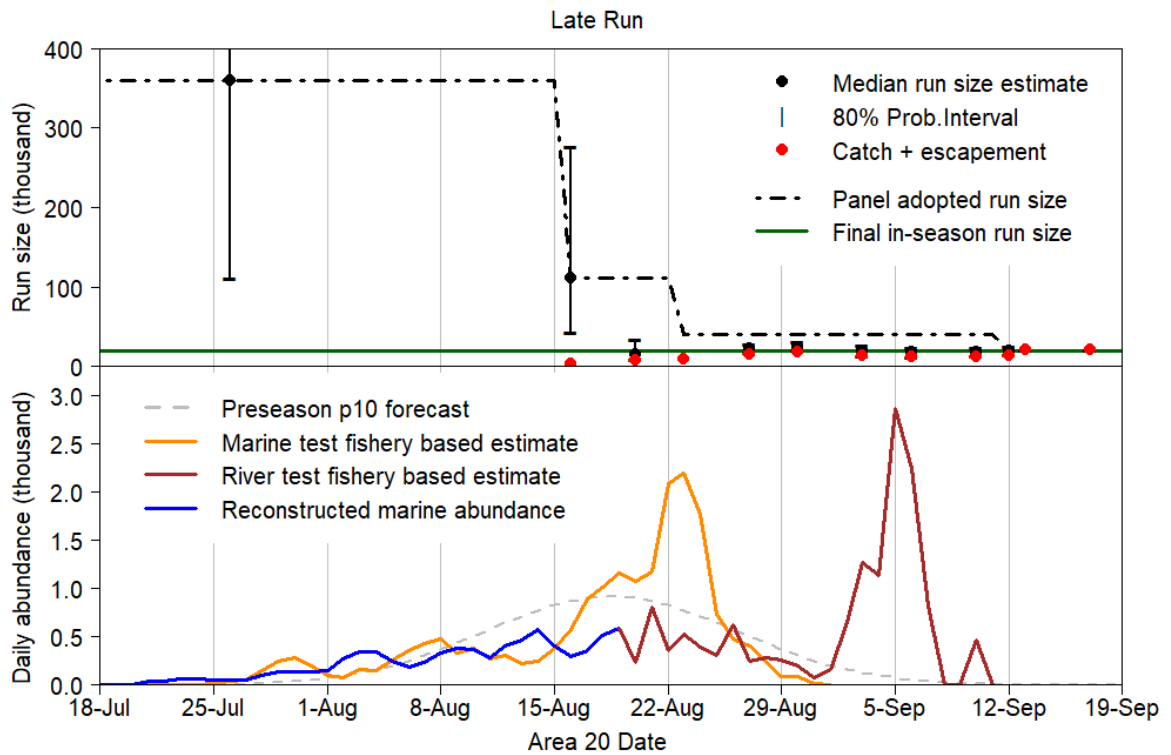 Late Run
Run size (thousand)
400
300
200
100
0
Median run size estimate
80% Prob.Interval
Catch + escapement
Panel adopted run size
Final in-season run size
Daily abundance (thousand)
3.0
2.5
2.0
1.5
1.0
0.5
0.0
Preseason p10 forecast
Marine test fishery based estimate
River test fishery based estimate
Reconstructed marine abundance
18-Jul 25-Jul 1-Aug 8-Aug 15-Aug 22-Aug 29-Aug 5-Sep 12-Sep 19-Sep
Area 20 Date